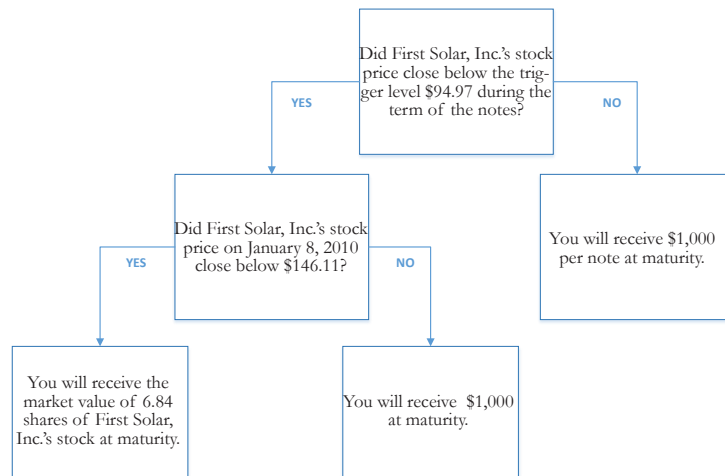 Did First Solar, Inc.'s stock
price close below the trig-
ger level $94.97 during the
term of the notes?
YES
NO
Did First Solar, Inc.'s stock
price on January 8, 2010
close below $146.11?
You will receive $1,000
per note at maturity.
YES
NO
You will receive the
market value of 6.84
shares of First Solar,
Inc.'s stock at maturity.
You will receive $1,000
at maturity.